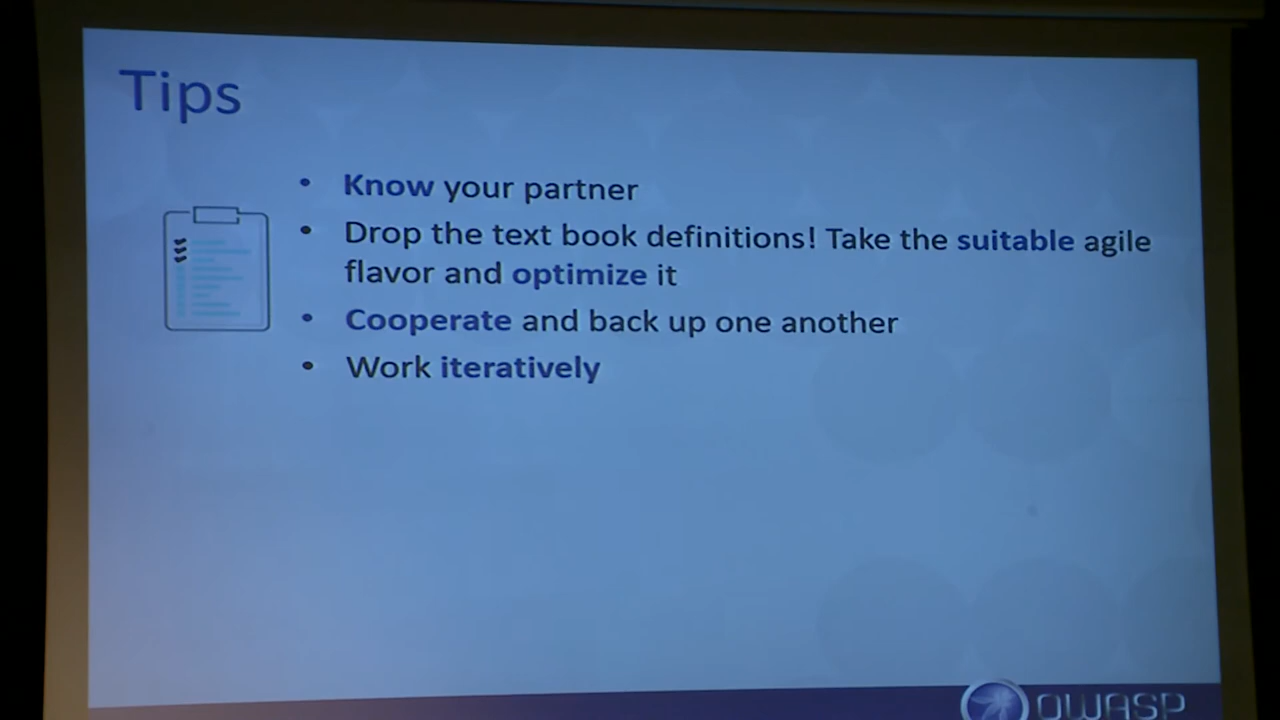 Tips
• Know your partner
• Drop the text book definitions! Take the suitable agile
flavor and optimize it
• Cooperate and back up one another
• Work iteratively
OWASP